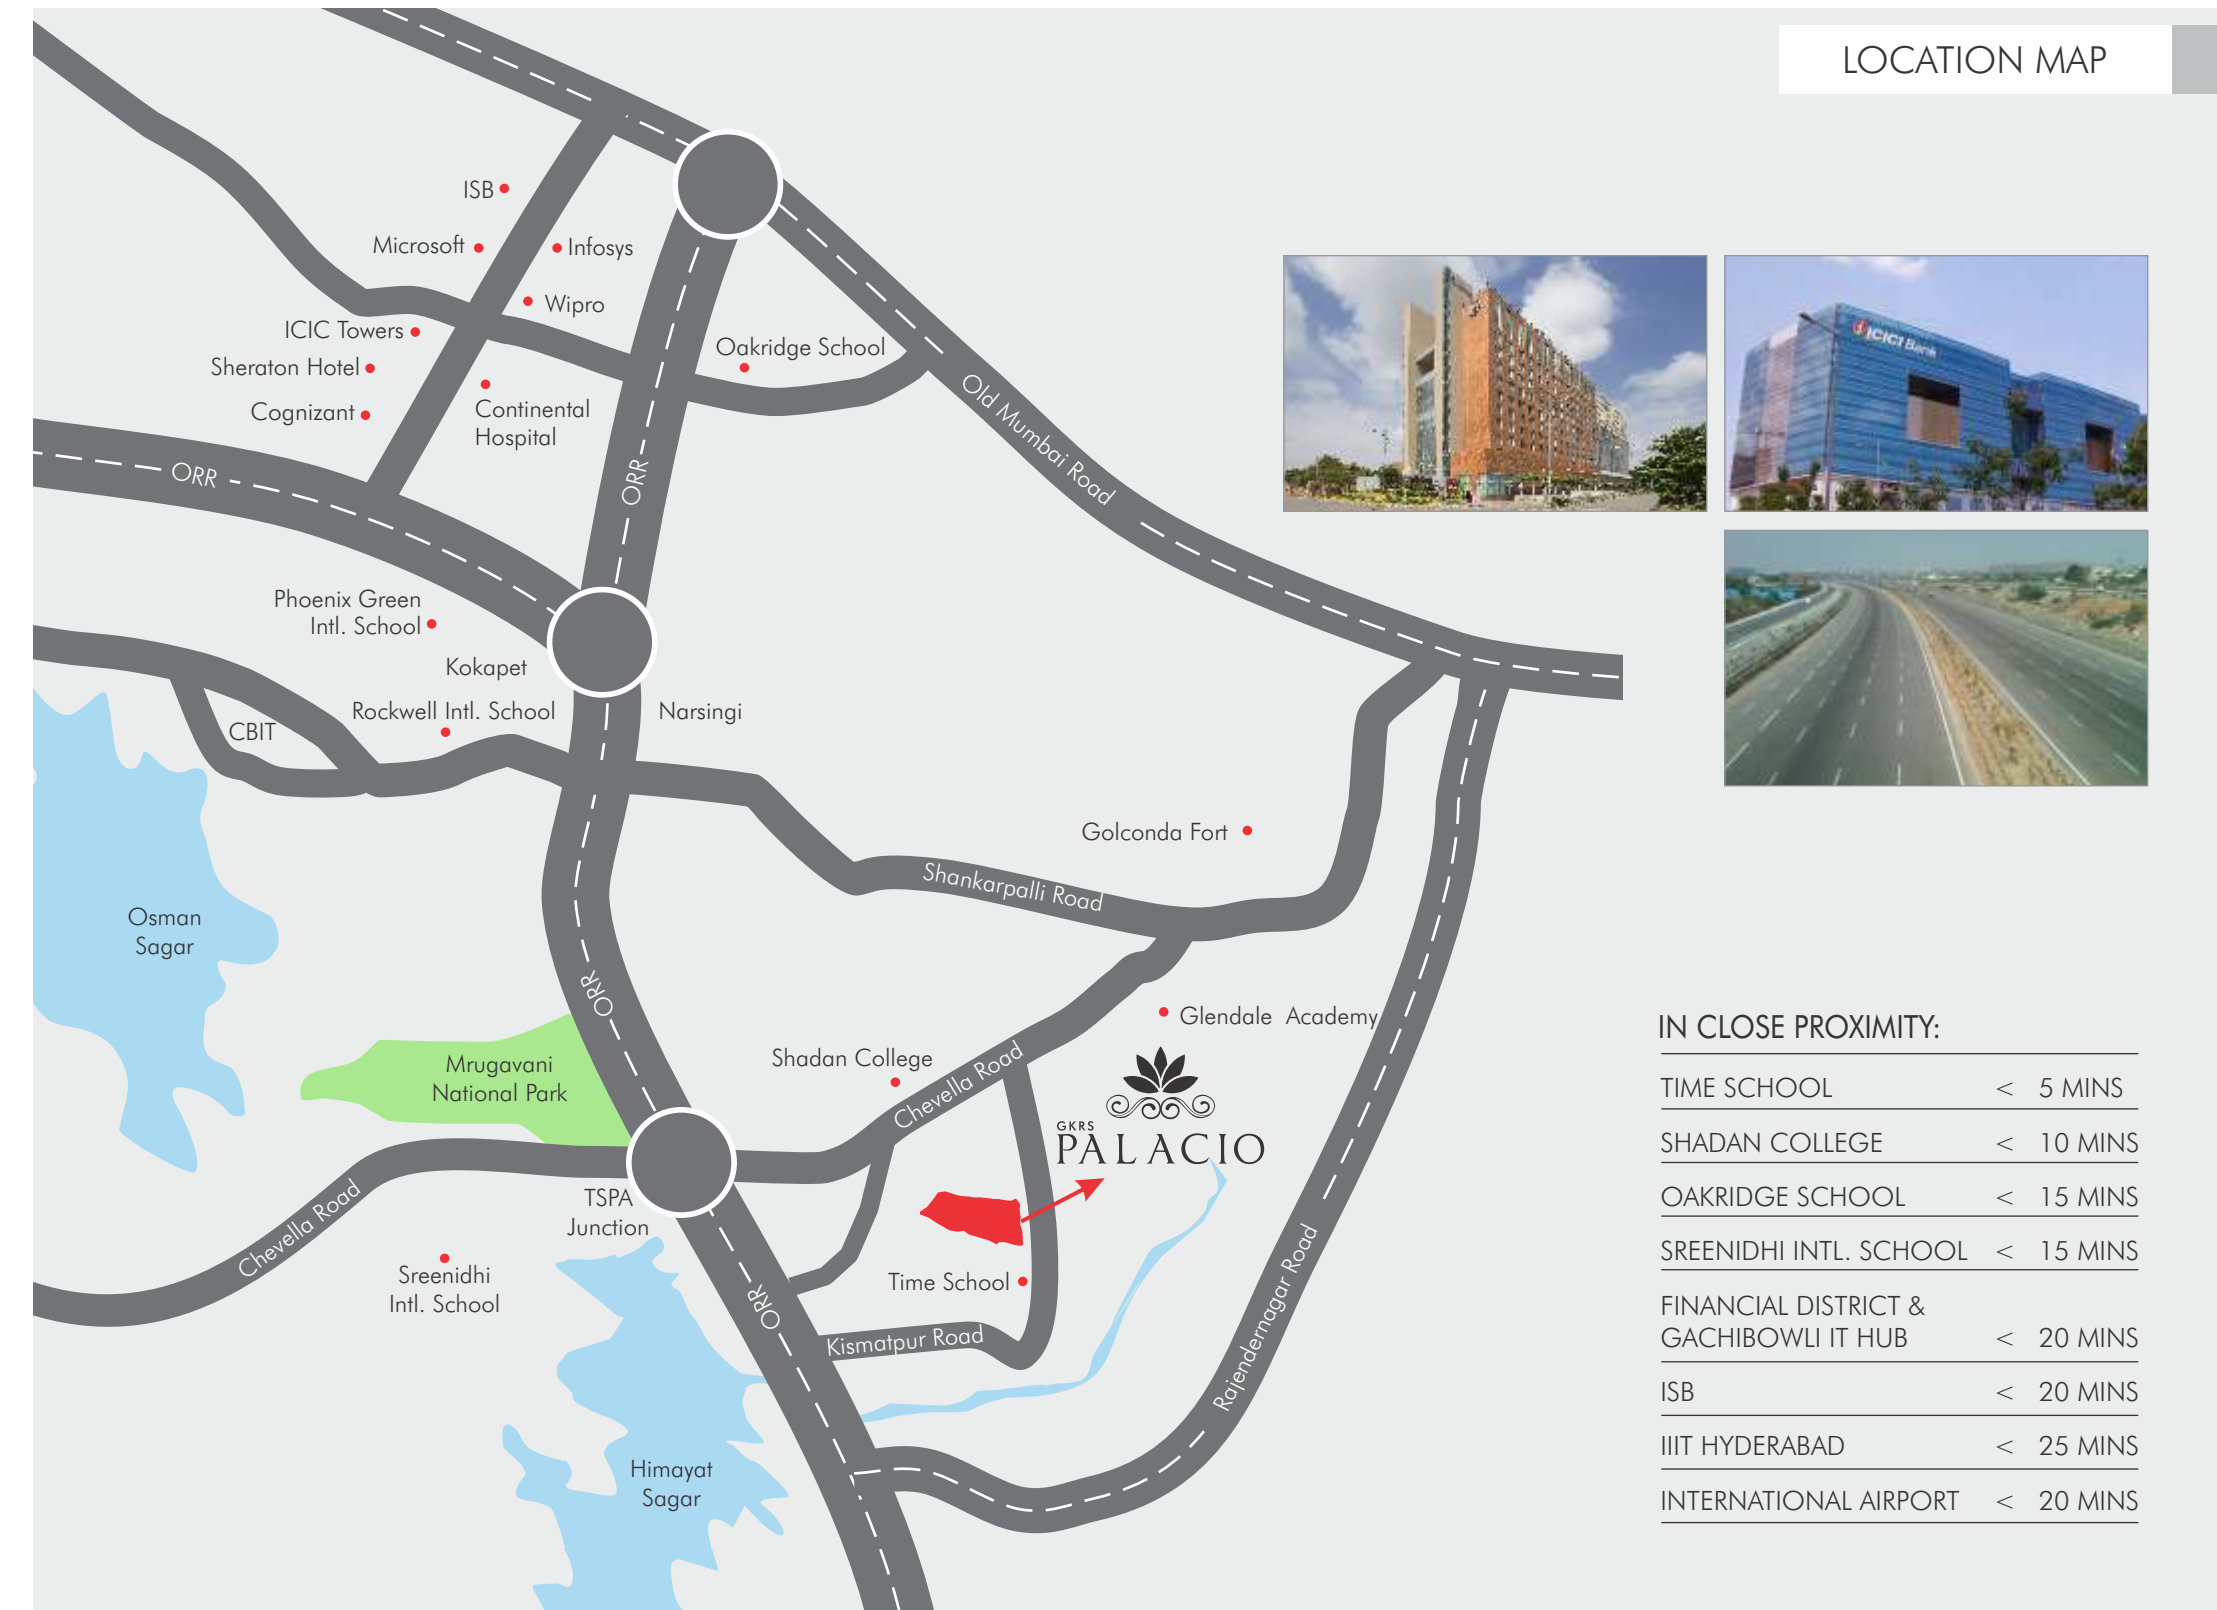 LOCATION MAP
ISB
Microsoft
Infosys
Wipro
ICIC Towers
Sheraton Hotel
Cognizant
Continental
Hospital
Oakridge School
Old Mumbai Road
ORR
ORR
ICICI Bank
Phoenix Green
Intl. School
Kokapet
Rockwell Intl. School
Narsingi
CBIT
Golconda Fort
Shankarpalli Road
Osman
Sagar
ORR
Mrugavani
National Park
Shadan College
Chevella Road
Glendale Academy
GKRS
PALACIO
TSPA
Junction
Chevella Road
Sreenidhi
Intl. School
Time School
ORR
Kismatpur Road
Rajendernagar Road
Himayat
Sagar
IN CLOSE PROXIMITY:
TIME SCHOOL < 5 MINS
SHADAN COLLEGE < 10 MINS
OAKRIDGE SCHOOL < 15 MINS
SREENIDHI INTL. SCHOOL < 15 MINS
FINANCIAL DISTRICT &
GACHIBOWLI IT HUB < 20 MINS
ISB < 20 MINS
IIIT HYDERABAD < 25 MINS
INTERNATIONAL AIRPORT < 20 MINS